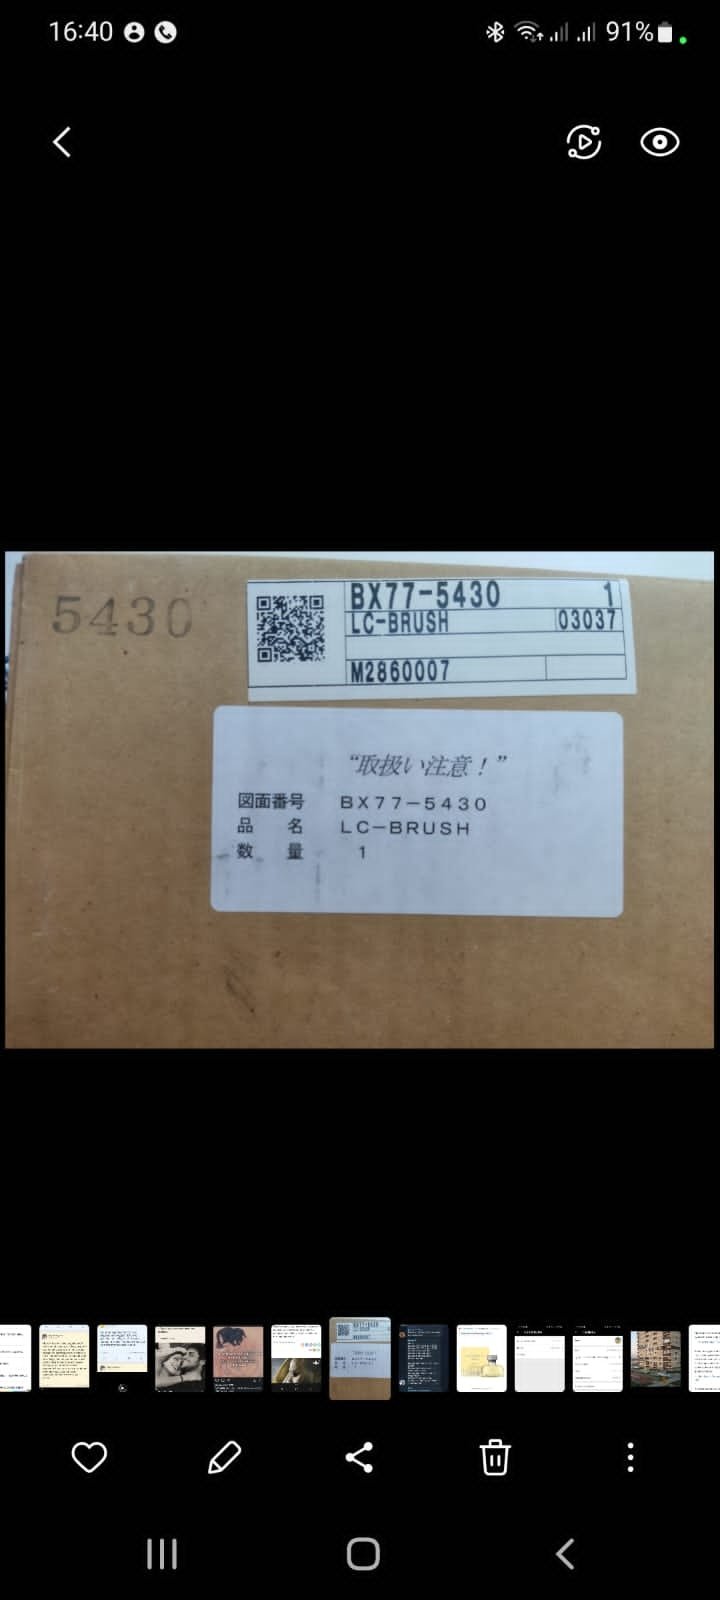 16:40
91%
5430
BX77-5430 1
LC-BRUSH 03037
M2860007
“取扱い注意！”
図面番号 BX77-5430
品名 LC-BRUSH
数量 1